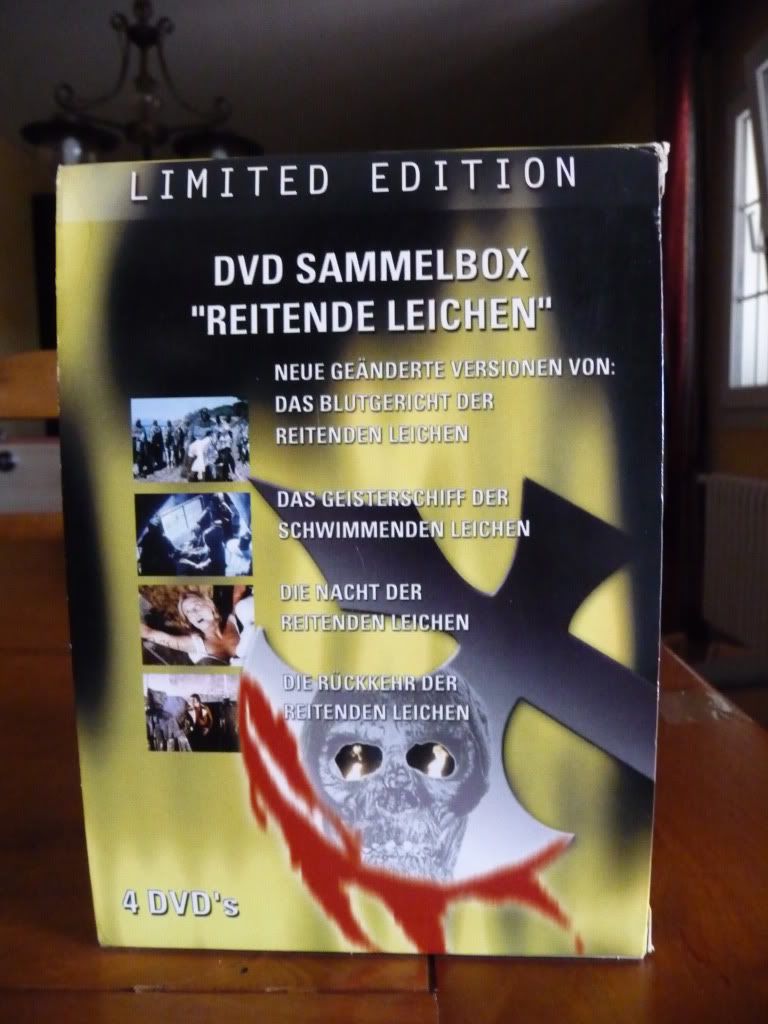 LIMITED EDITION
DVD SAMMELBOX
"REITENDE LEICHEN"
NEUE GEÄNDERTE VERSIONEN VON:
DAS BLUTGERICHT DER
REITENDEN LEICHEN
DAS GEISTERSCHIFF DER
SCHWIMMENDEN LEICHEN
DIE NACHT DER
REITENDEN LEICHEN
DIE RÜCKKEHR DER
REITENDEN LEICHEN
4 DVD's